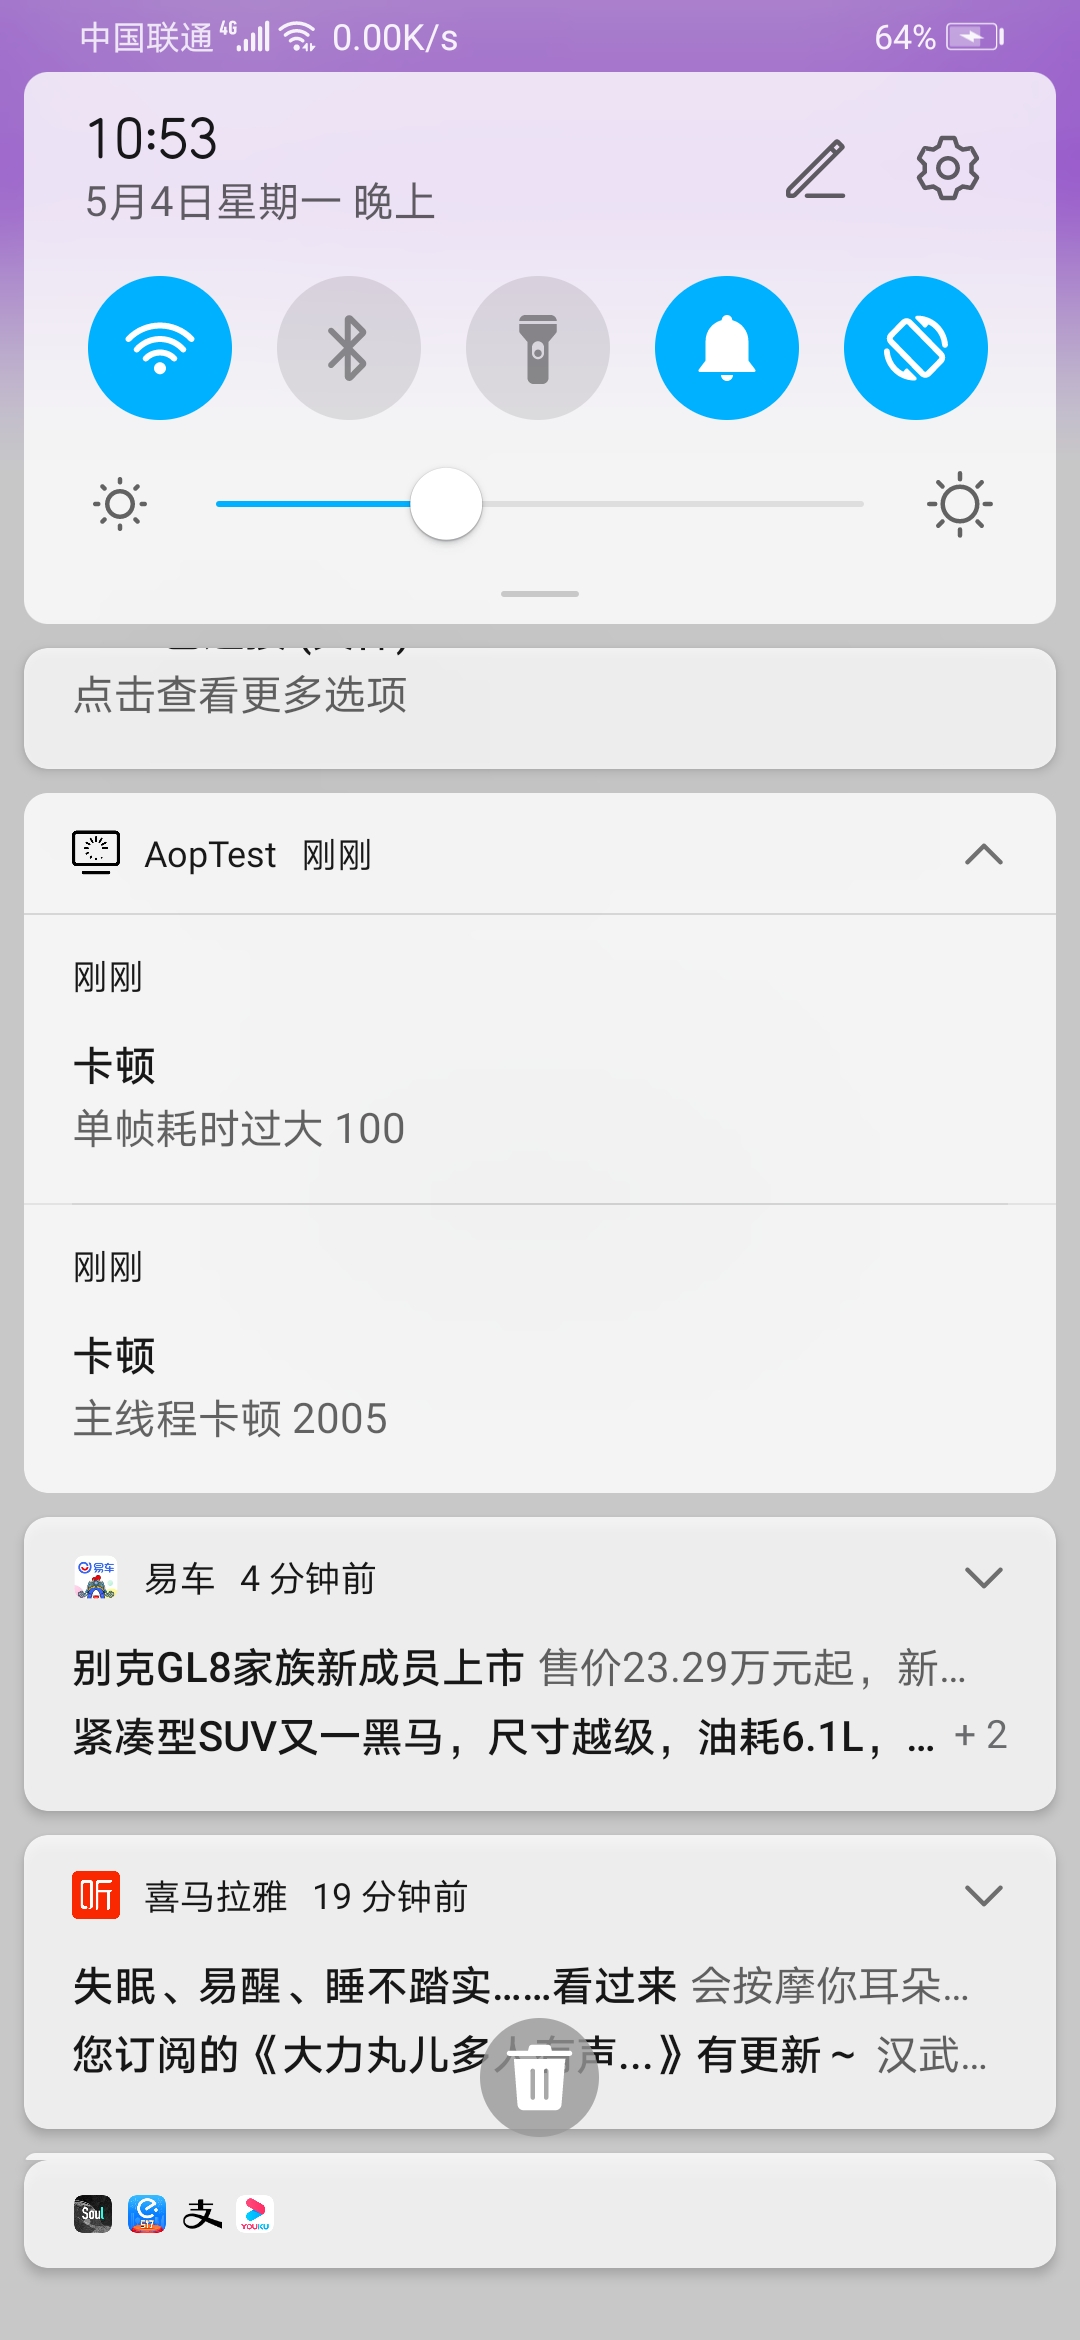 中国联通 4G 0.00K/s 64%
10:53
5月4日星期一 晚上
点击查看更多选项
AopTest 刚刚
刚刚
卡顿
单帧耗时过大 100
刚刚
卡顿
主线程卡顿 2005
易车 易车 4 分钟前
别克GL8家族新成员上市 售价23.29万元起，新...
紧凑型SUV又一黑马，尺寸越级，油耗6.1L，... + 2
听 喜马拉雅 19 分钟前
失眠、易醒、睡不踏实......看过来 会按摩你耳朵...
您订阅的《大力丸儿多人有声...》有更新～ 汉武...
Soul 517 支 YOUKU